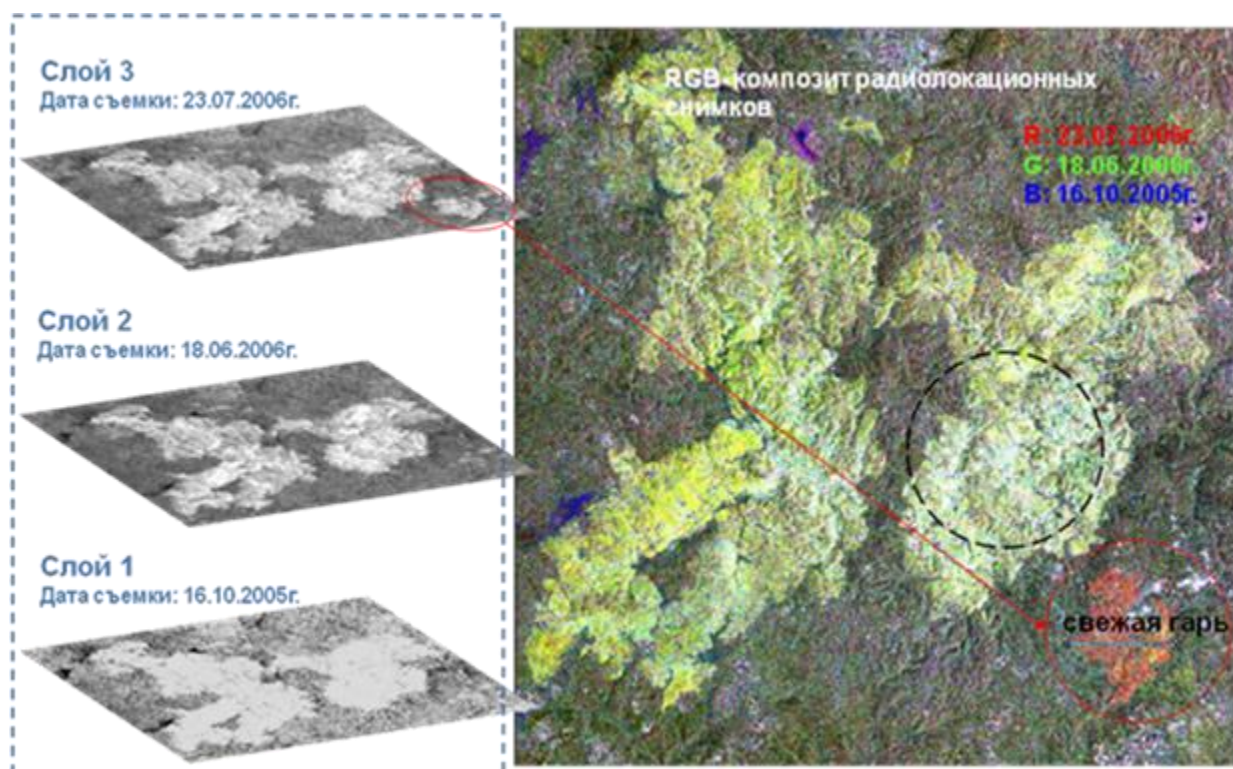 Слой 3
Дата съемки: 23.07.2006г.
Слой 2
Дата съемки: 18.06.2006г.
Слой 1
Дата съемки: 16.10.2005г.
RGB-композит радиолокационных
снимков
R: 23.07.2006г.
G: 18.06.2006г.
B: 16.10.2005г.
свежая гарь